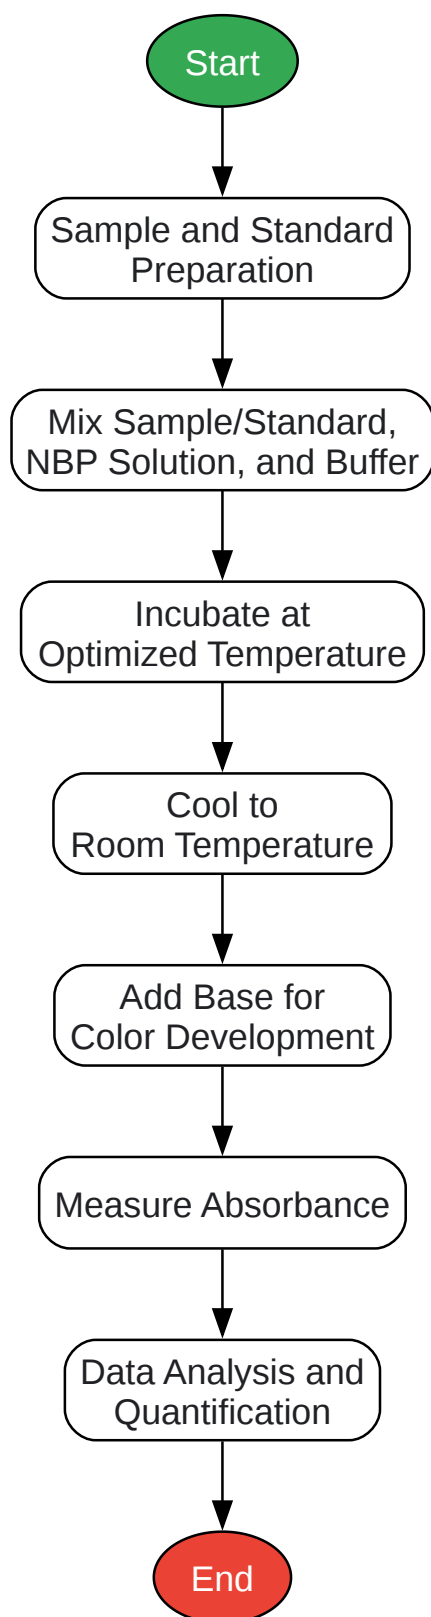 Start
Sample and Standard
Preparation
Mix Sample/Standard,
NBP Solution, and Buffer
Incubate at
Optimized Temperature
Cool to
Room Temperature
Add Base for
Color Development
Measure Absorbance
Data Analysis and
Quantification
End